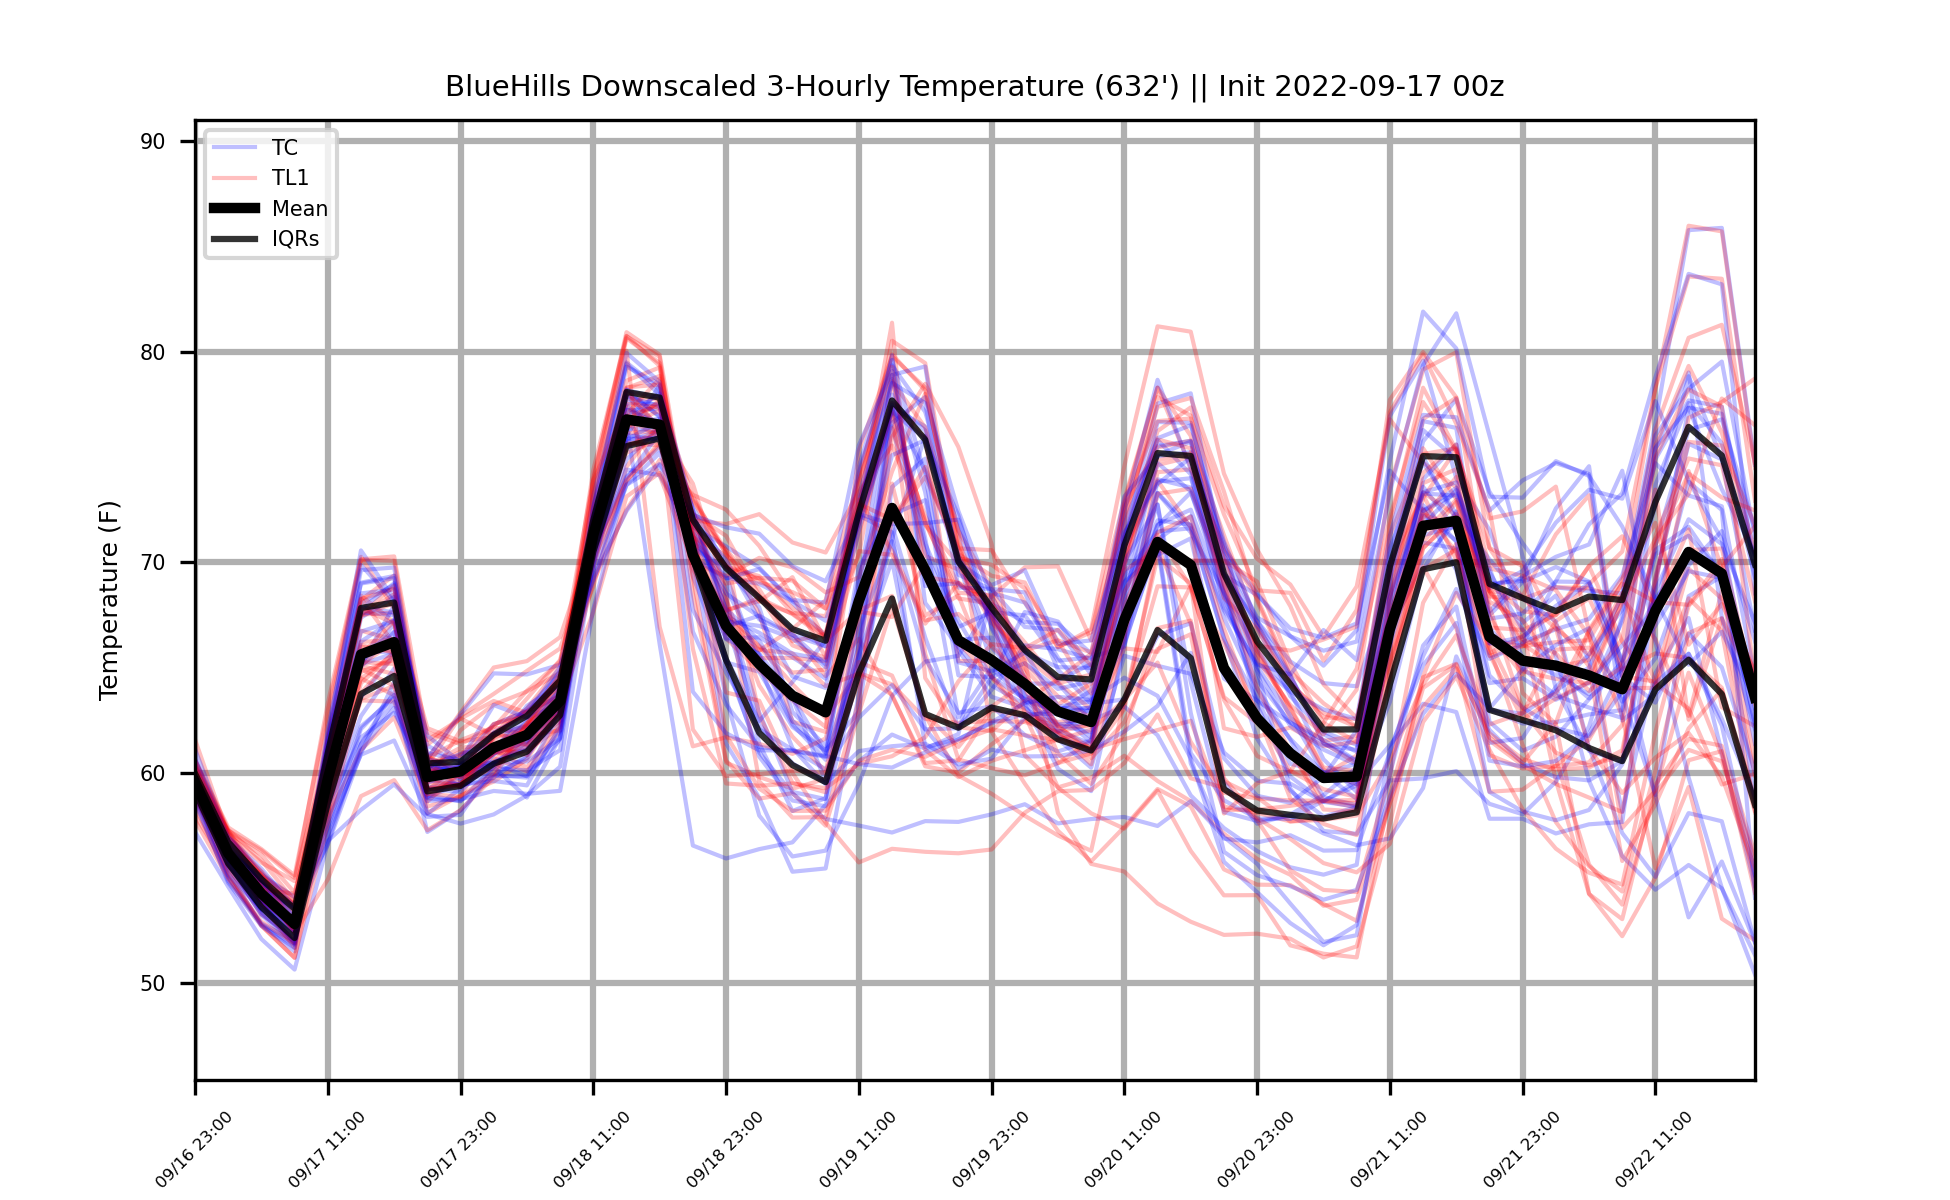 BlueHills Downscaled 3-Hourly Temperature (632') || Init 2022-09-17 00z
TC
TL1
Mean
IQRs
Temperature (F)
90
80
70
60
50
09/16 23:00
09/17 11:00
09/17 23:00
09/18 11:00
09/18 23:00
09/19 11:00
09/19 23:00
09/20 11:00
09/20 23:00
09/21 11:00
09/21 23:00
09/22 11:00